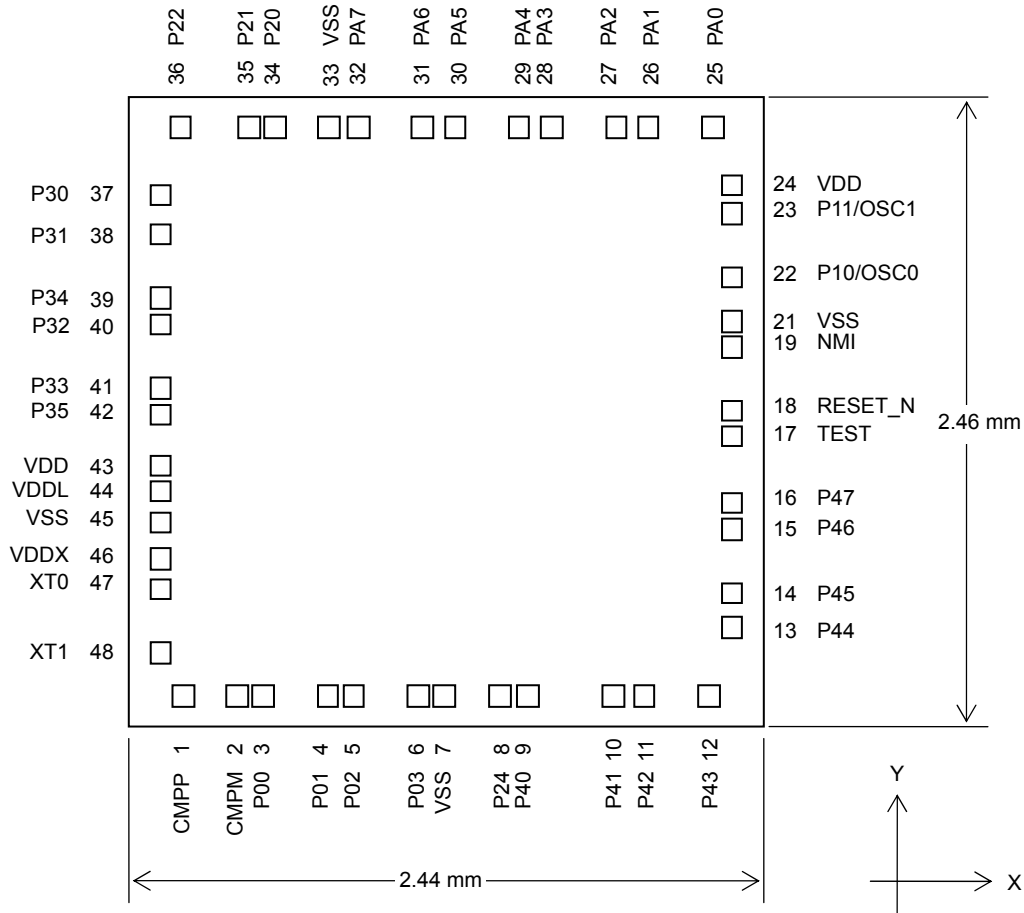 36 P22
35 P21
34 P20
33 VSS
32 PA7
31 PA6
30 PA5
29 PA4
28 PA3
27 PA2
26 PA1
25 PA0
P30 37
P31 38
P34 39
P32 40
P33 41
P35 42
VDD 43
VDDL 44
VSS 45
VDDX 46
XT0 47
XT1 48
24 VDD
23 P11/OSC1
22 P10/OSC0
21 VSS
19 NMI
18 RESET_N
17 TEST
16 P47
15 P46
14 P45
13 P44
2.46 mm
CMPP 1
CMPM 2
P00 3
P01 4
P02 5
P03 6
VSS 7
P24 8
P40 9
P41 10
P42 11
P43 12
2.44 mm
Y
X